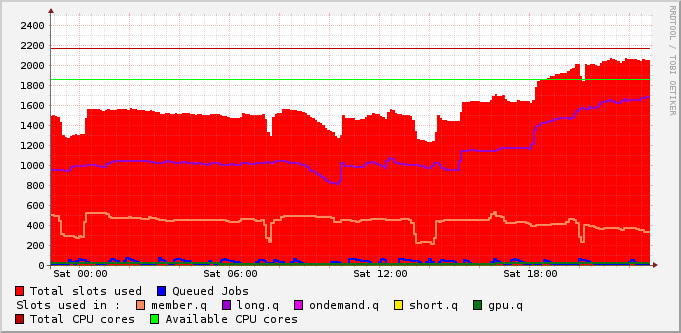 RRDTOOL / TOBI OETIKER
2400
2200
2000
1800
1600
1400
1200
1000
800
600
400
200
0
Sat 00:00 Sat 06:00 Sat 12:00 Sat 18:00
Total slots used Queued Jobs
Slots used in : member.q long.q ondemand.q short.q gpu.q
Total CPU cores Available CPU cores